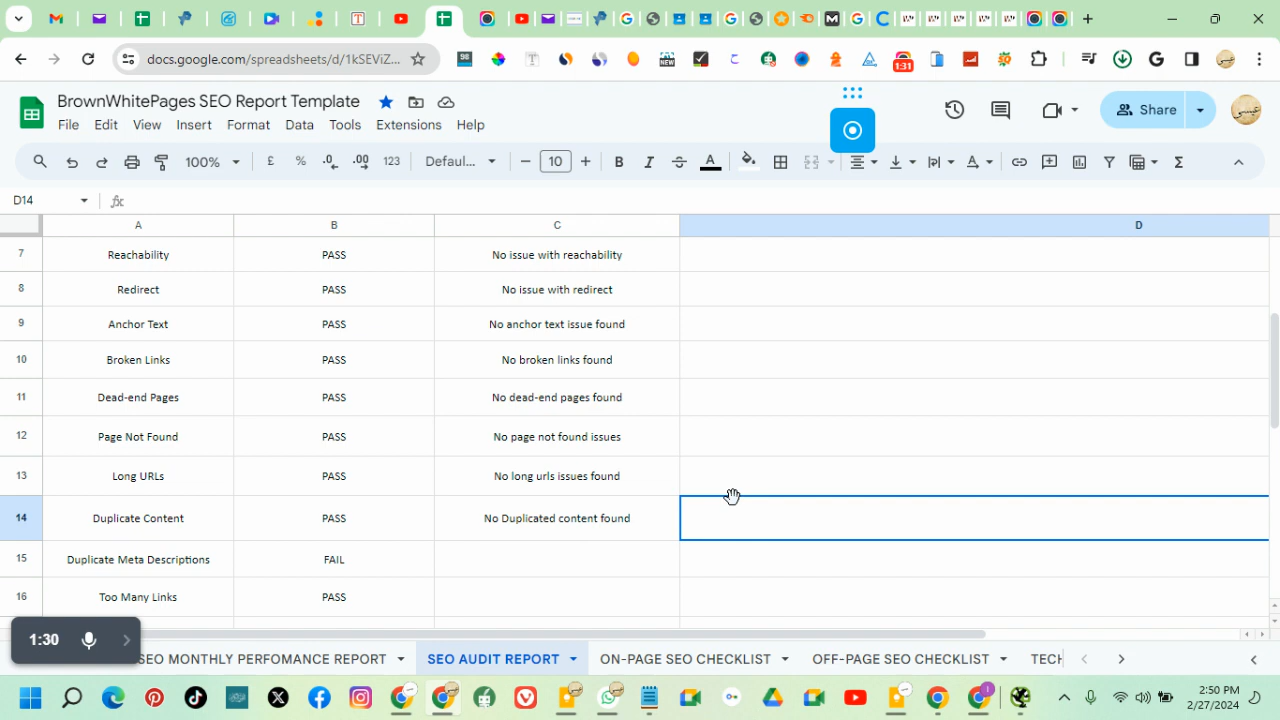 docs.google.com/spreadsheets/d/1kSEViZ...
98
NEW
1:31
BrownWhitePages SEO Report Template
File Edit View Insert Format Data Tools Extensions Help
Share
100% £ % .0 .00 123 Defaul... 10 B I A
D14 fx
A B C D
7 Reachability PASS No issue with reachability
8 Redirect PASS No issue with redirect
9 Anchor Text PASS No anchor text issue found
10 Broken Links PASS No broken links found
11 Dead-end Pages PASS No dead-end pages found
12 Page Not Found PASS No page not found issues
13 Long URLs PASS No long urls issues found
14 Duplicate Content PASS No Duplicated content found
15 Duplicate Meta Descriptions FAIL
16 Too Many Links PASS
1:30
SEO MONTHLY PERFOMANCE REPORT SEO AUDIT REPORT ON-PAGE SEO CHECKLIST OFF-PAGE SEO CHECKLIST TECH
2:50 PM
2/27/2024